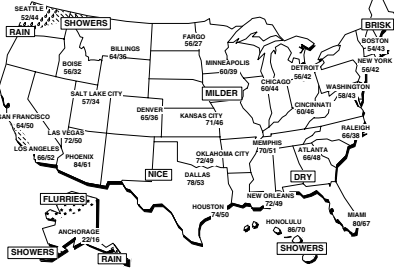 SEATTLE
52/44
SHOWERS
RAIN
BRISK
BOSTON
54/43
FARGO
56/27
BILLINGS
64/36
NEW YORK
56/42
BOISE
56/32
MINNEAPOLIS
60/39
DETROIT
56/42
CHICAGO
60/44
WASHINGTON
58/43
SALT LAKE CITY
57/34
MILDER
DENVER
65/36
KANSAS CITY
71/46
CINCINNATI
60/46
SAN FRANCISCO
64/50
LAS VEGAS
72/50
RALEIGH
66/38
MEMPHIS
70/51
ATLANTA
66/48
LOS ANGELES
66/52
PHOENIX
84/61
OKLAHOMA CITY
72/49
NICE
DALLAS
78/53
DRY
NEW ORLEANS
72/49
FLURRIES
HOUSTON
74/50
MIAMI
80/67
HONOLULU
86/70
ANCHORAGE
22/16
SHOWERS
RAIN
SHOWERS